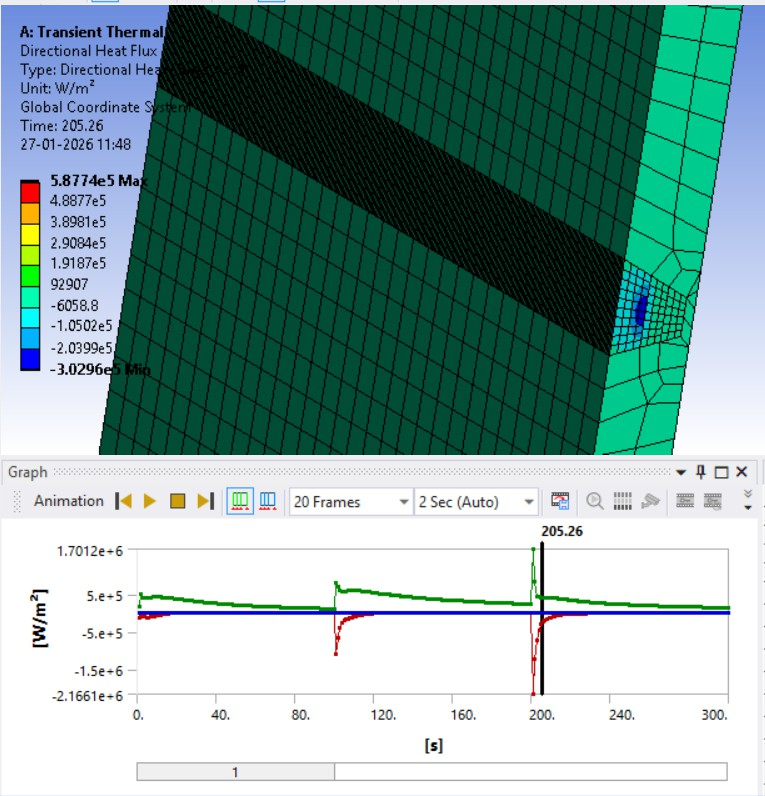 A: Transient Thermal
Directional Heat Flux
Type: Directional Hea
Unit: W/m²
Global Coordinate System
Time: 205.26
27-01-2026 11:48
5.8774e5 Max
4.8877e5
3.8981e5
2.9084e5
1.9187e5
92907
-6058.8
-1.0502e5
-2.0399e5
-3.0296e5 Min
Graph
Animation 20 Frames 2 Sec (Auto)
205.26
1.7012e+6
5.e+5
-5.e+5
-1.5e+6
-2.1661e+6
[W/m²]
0. 40. 80. 120. 160. 200. 240. 300.
[s]
1